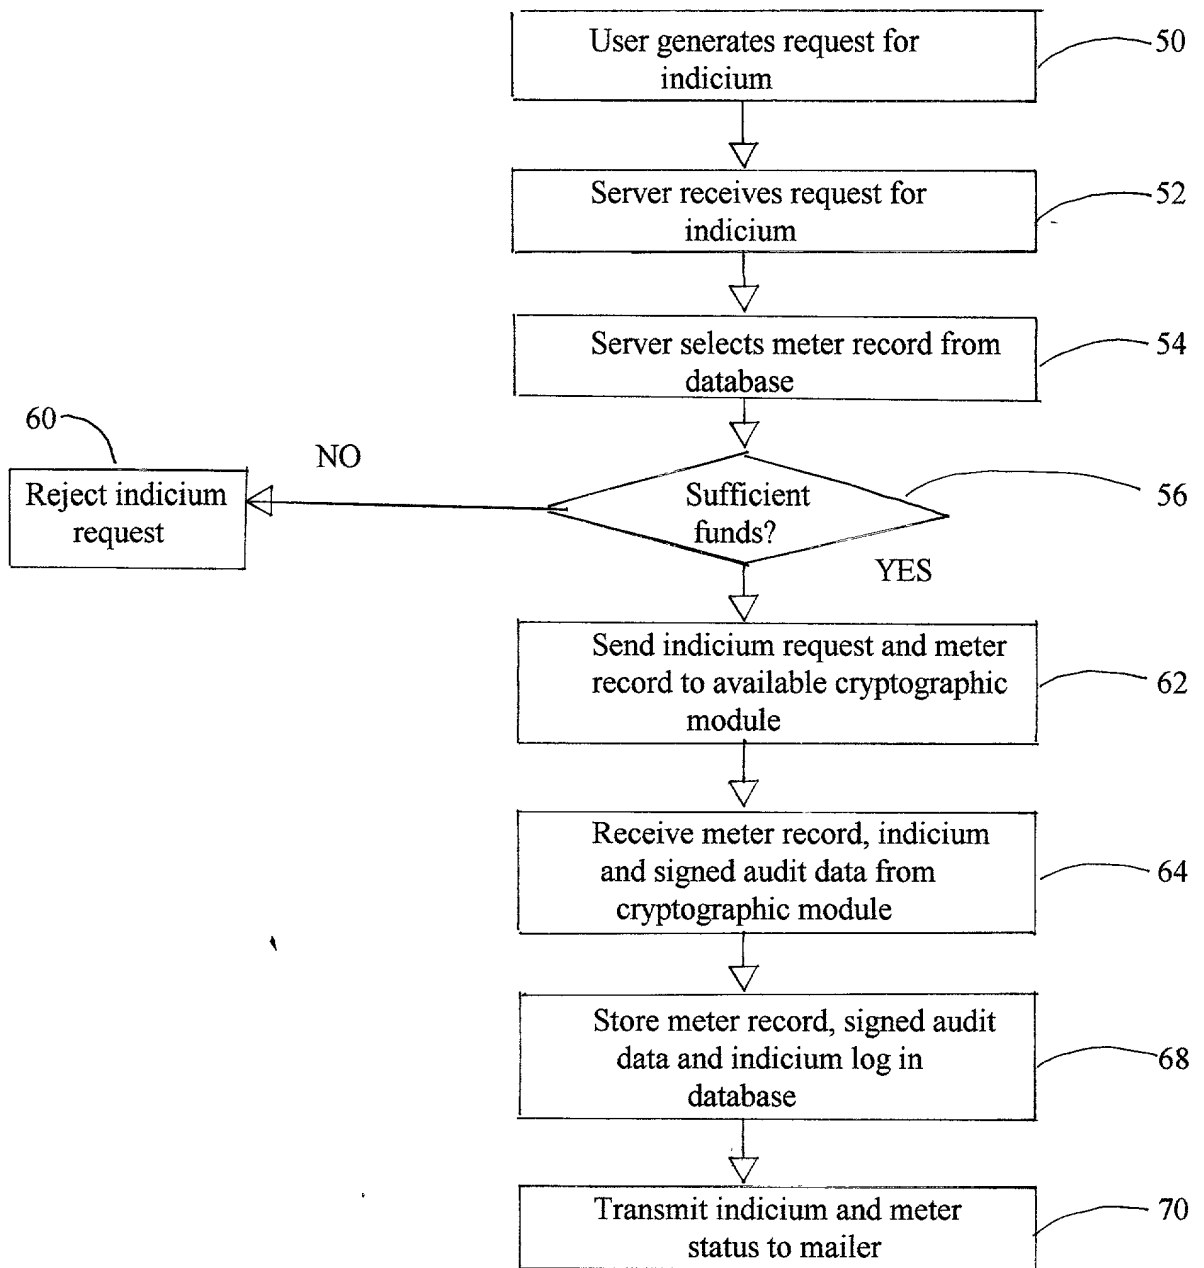 User generates request for
indicium
50
Server receives request for
indicium
52
Server selects meter record from
database
54
60
NO
Reject indicium
request
Sufficient
funds?
56
YES
Send indicium request and meter
record to available cryptographic
module
62
Receive meter record, indicium
and signed audit data from
cryptographic module
64
Store meter record, signed audit
data and indicium log in
database
68
Transmit indicium and meter
status to mailer
70